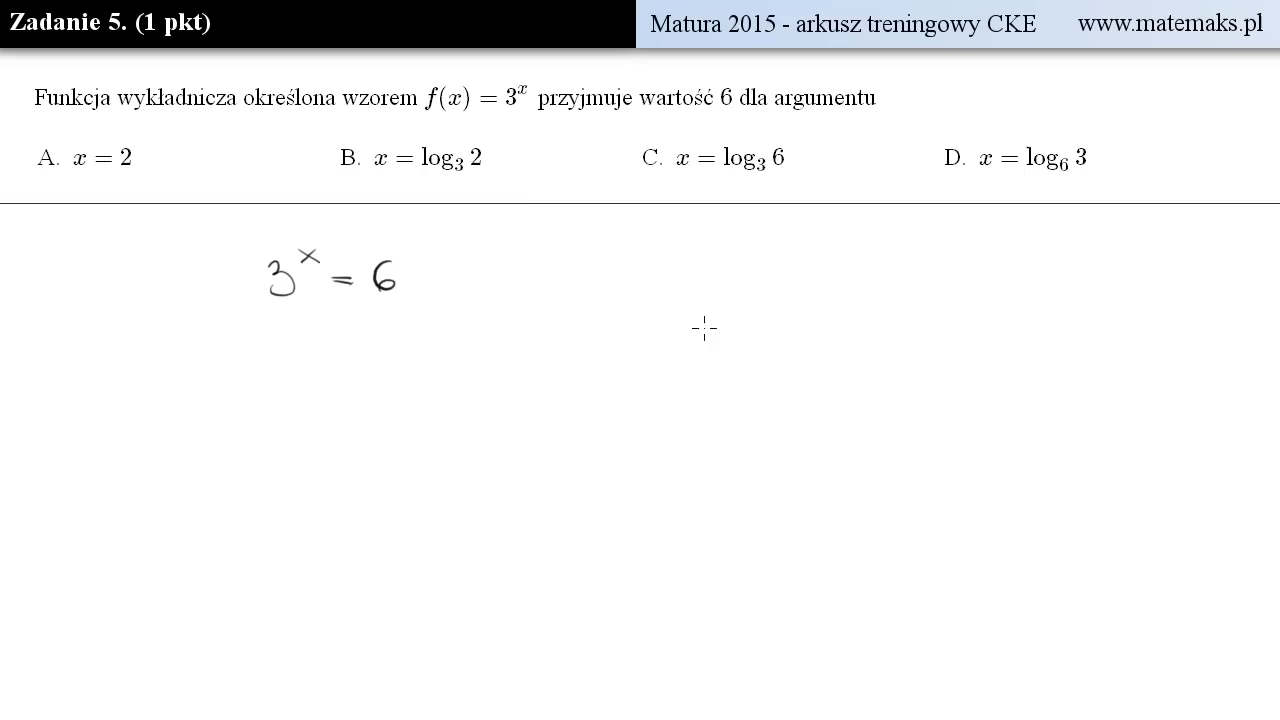 Zadanie 5. (1 pkt) Matura 2015 - arkusz treningowy CKE www.matemaks.pl
Funkcja wykładnicza określona wzorem f(x) = 3^x przyjmuje wartość 6 dla argumentu
A. x = 2 B. x = log_3 2 C. x = log_3 6 D. x = log_6 3
3^x = 6